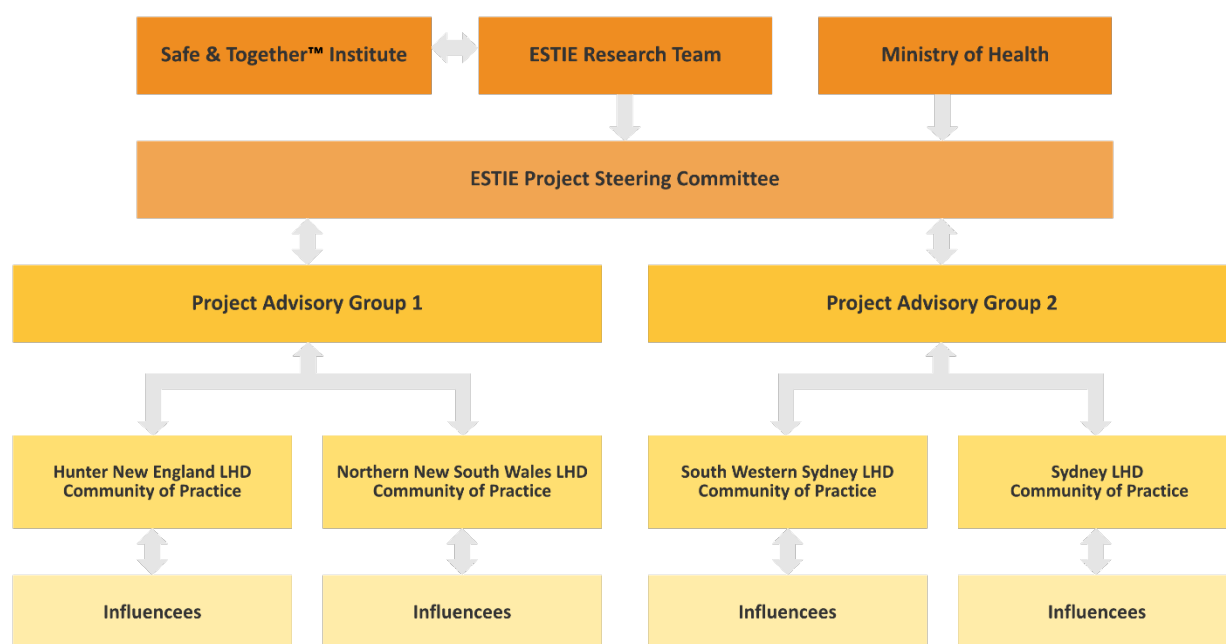 Safe & Together™ Institute
ESTIE Research Team
Ministry of Health
ESTIE Project Steering Committee
Project Advisory Group 1
Project Advisory Group 2
Hunter New England LHD
Community of Practice
Northern New South Wales LHD
Community of Practice
South Western Sydney LHD
Community of Practice
Sydney LHD
Community of Practice
Influencees
Influencees
Influencees
Influencees